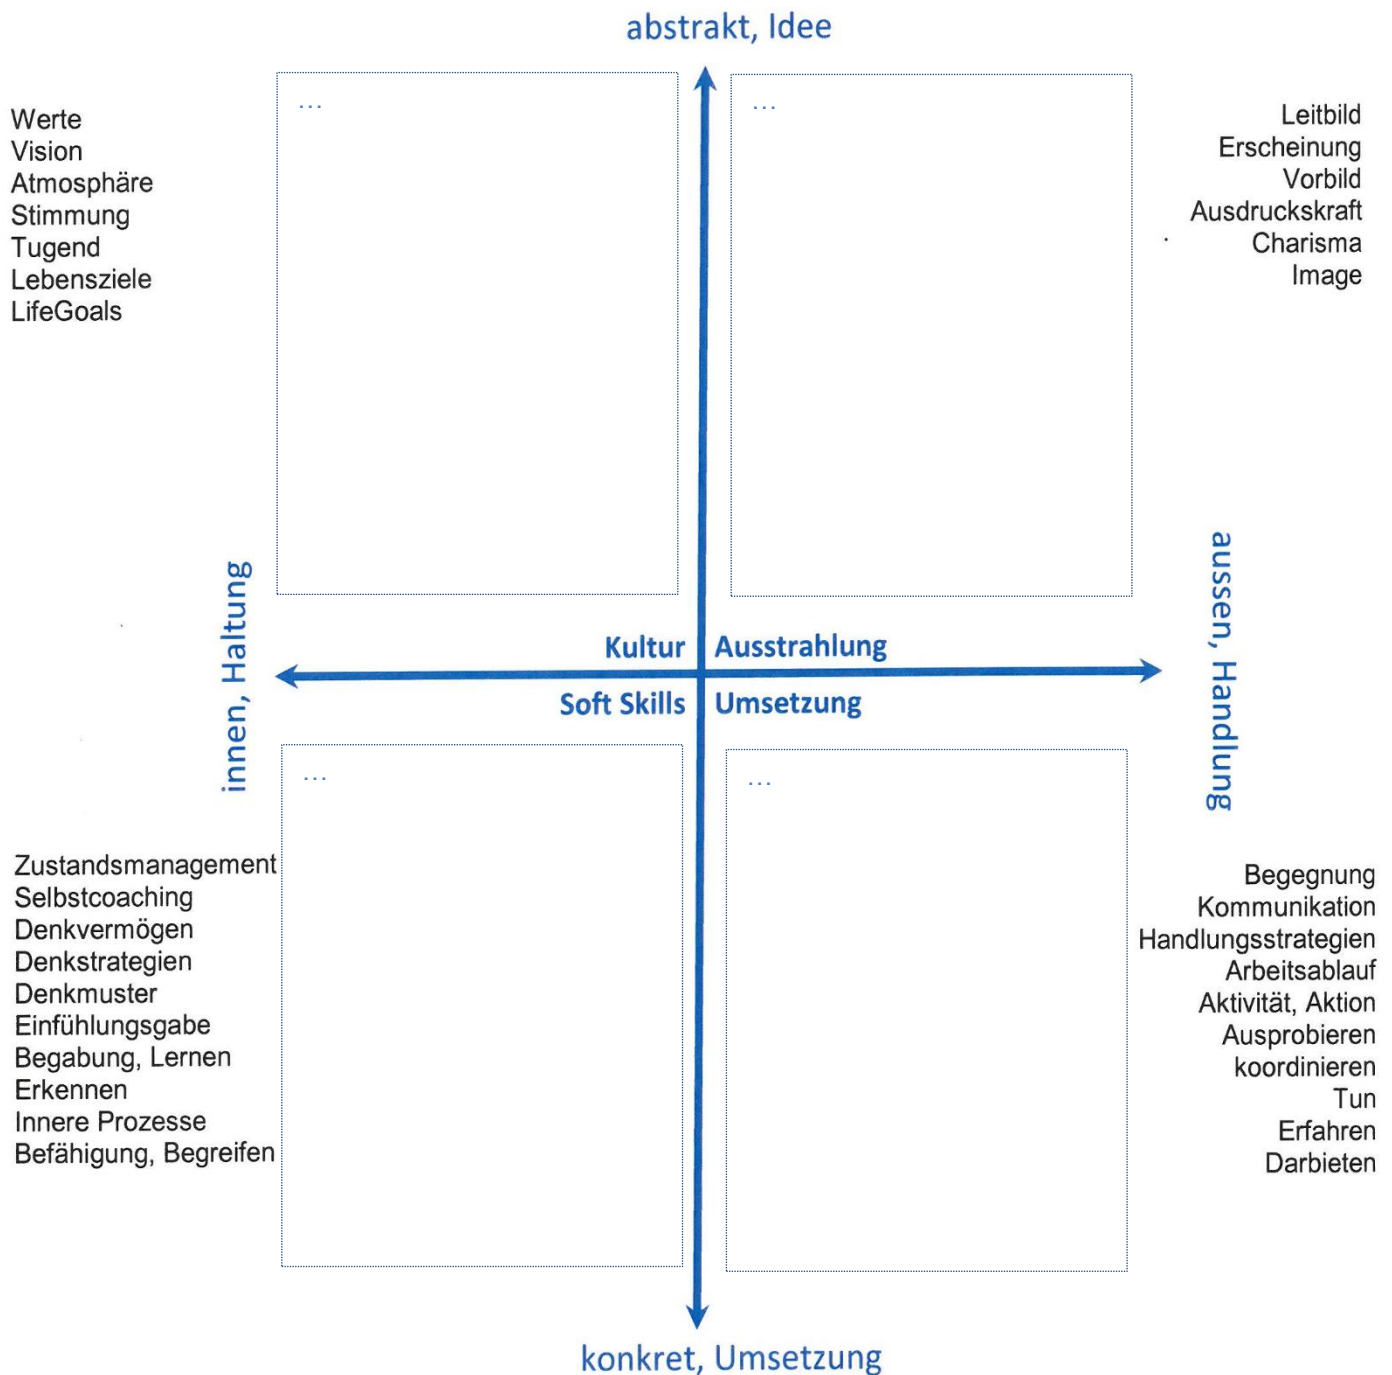 abstrakt, Idee
...
...
Werte
Vision
Atmosphäre
Stimmung
Tugend
Lebensziele
LifeGoals
Leitbild
Erscheinung
Vorbild
Ausdruckskraft
Charisma
Image
innen, Haltung
aussen, Handlung
Kultur
Ausstrahlung
Soft Skills
Umsetzung
...
...
Zustandsmanagement
Selbstcoaching
Denkvermögen
Denkstrategien
Denkmuster
Einfühlungsgabe
Begabung, Lernen
Erkennen
Innere Prozesse
Befähigung, Begreifen
Begegnung
Kommunikation
Handlungsstrategien
Arbeitsablauf
Aktivität, Aktion
Ausprobieren
koordinieren
Tun
Erfahren
Darbieten
konkret, Umsetzung